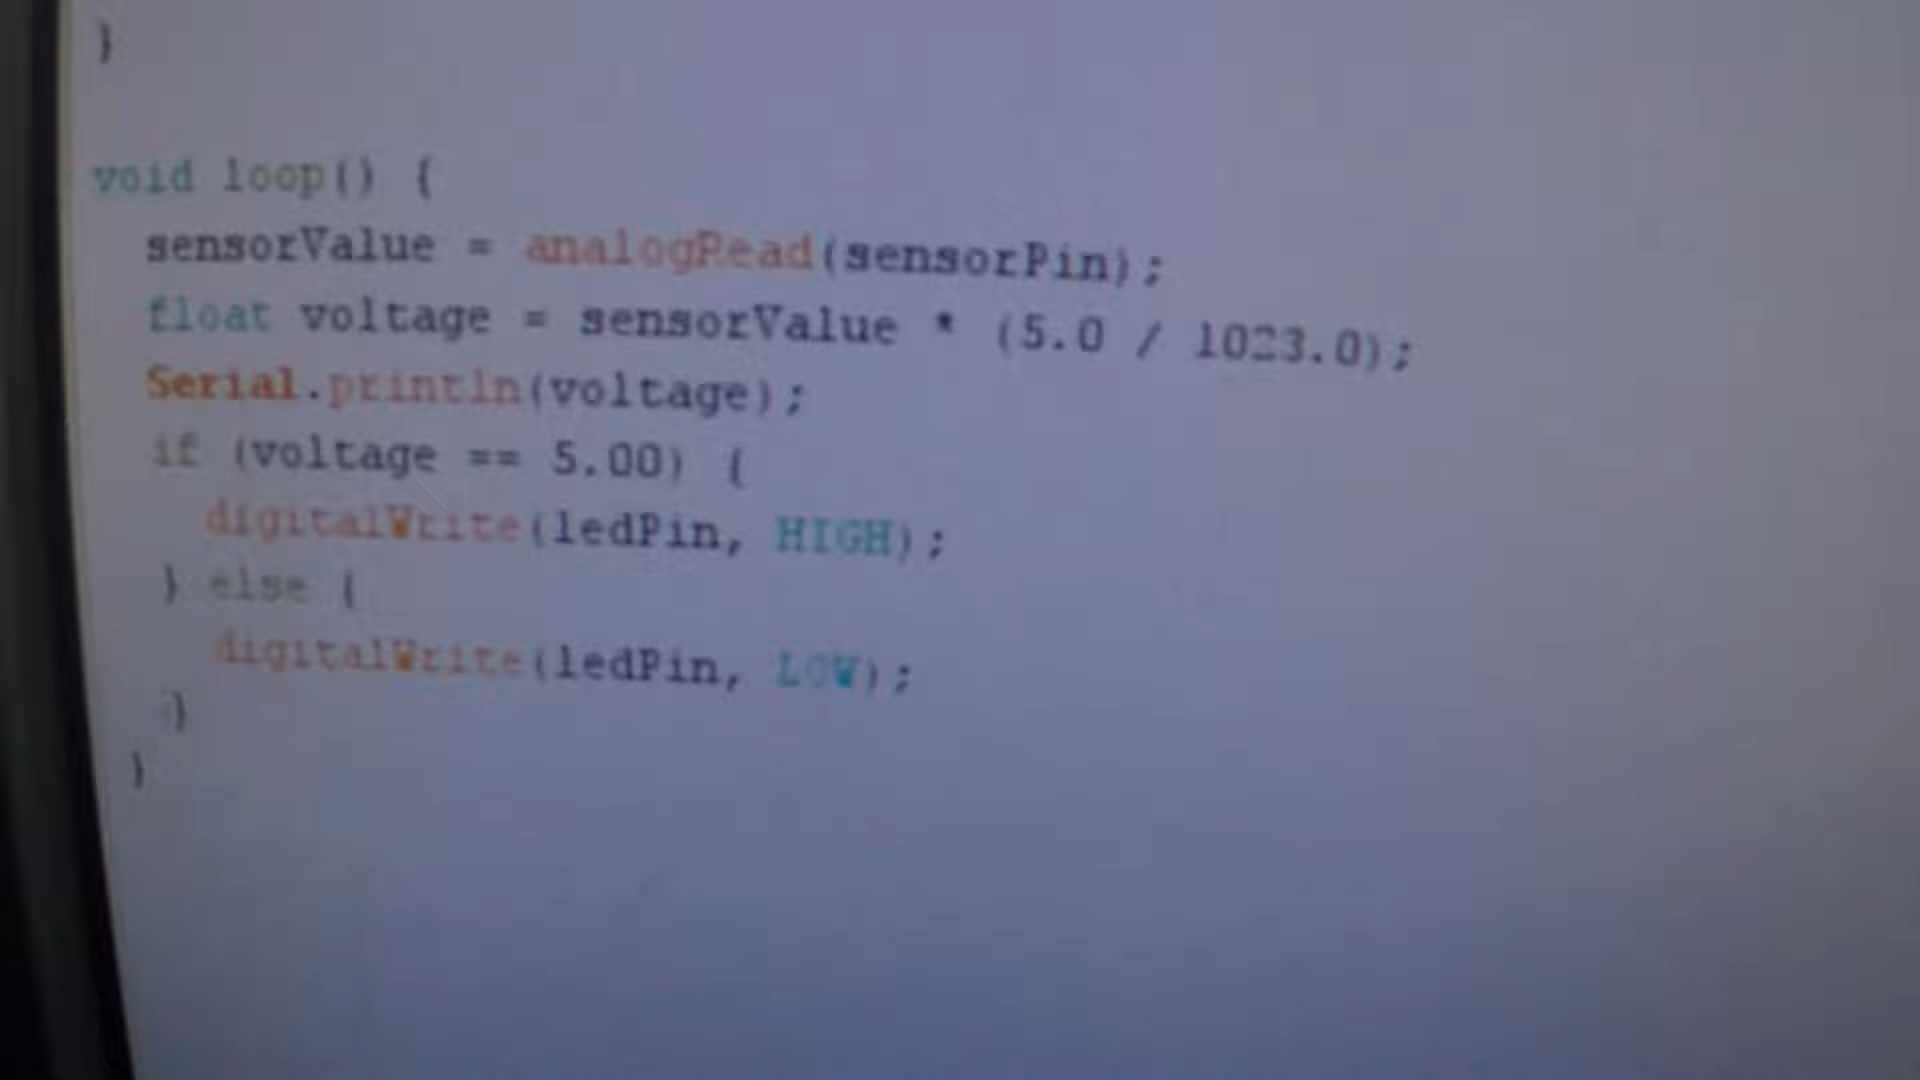 }
void loop() {
sensorValue = analogRead(sensorPin);
float voltage = sensorValue * (5.0 / 1023.0);
Serial.println(voltage);
if (voltage == 5.00) {
digitalWrite(ledPin, HIGH);
} else {
digitalWrite(ledPin, LOW);
}
}